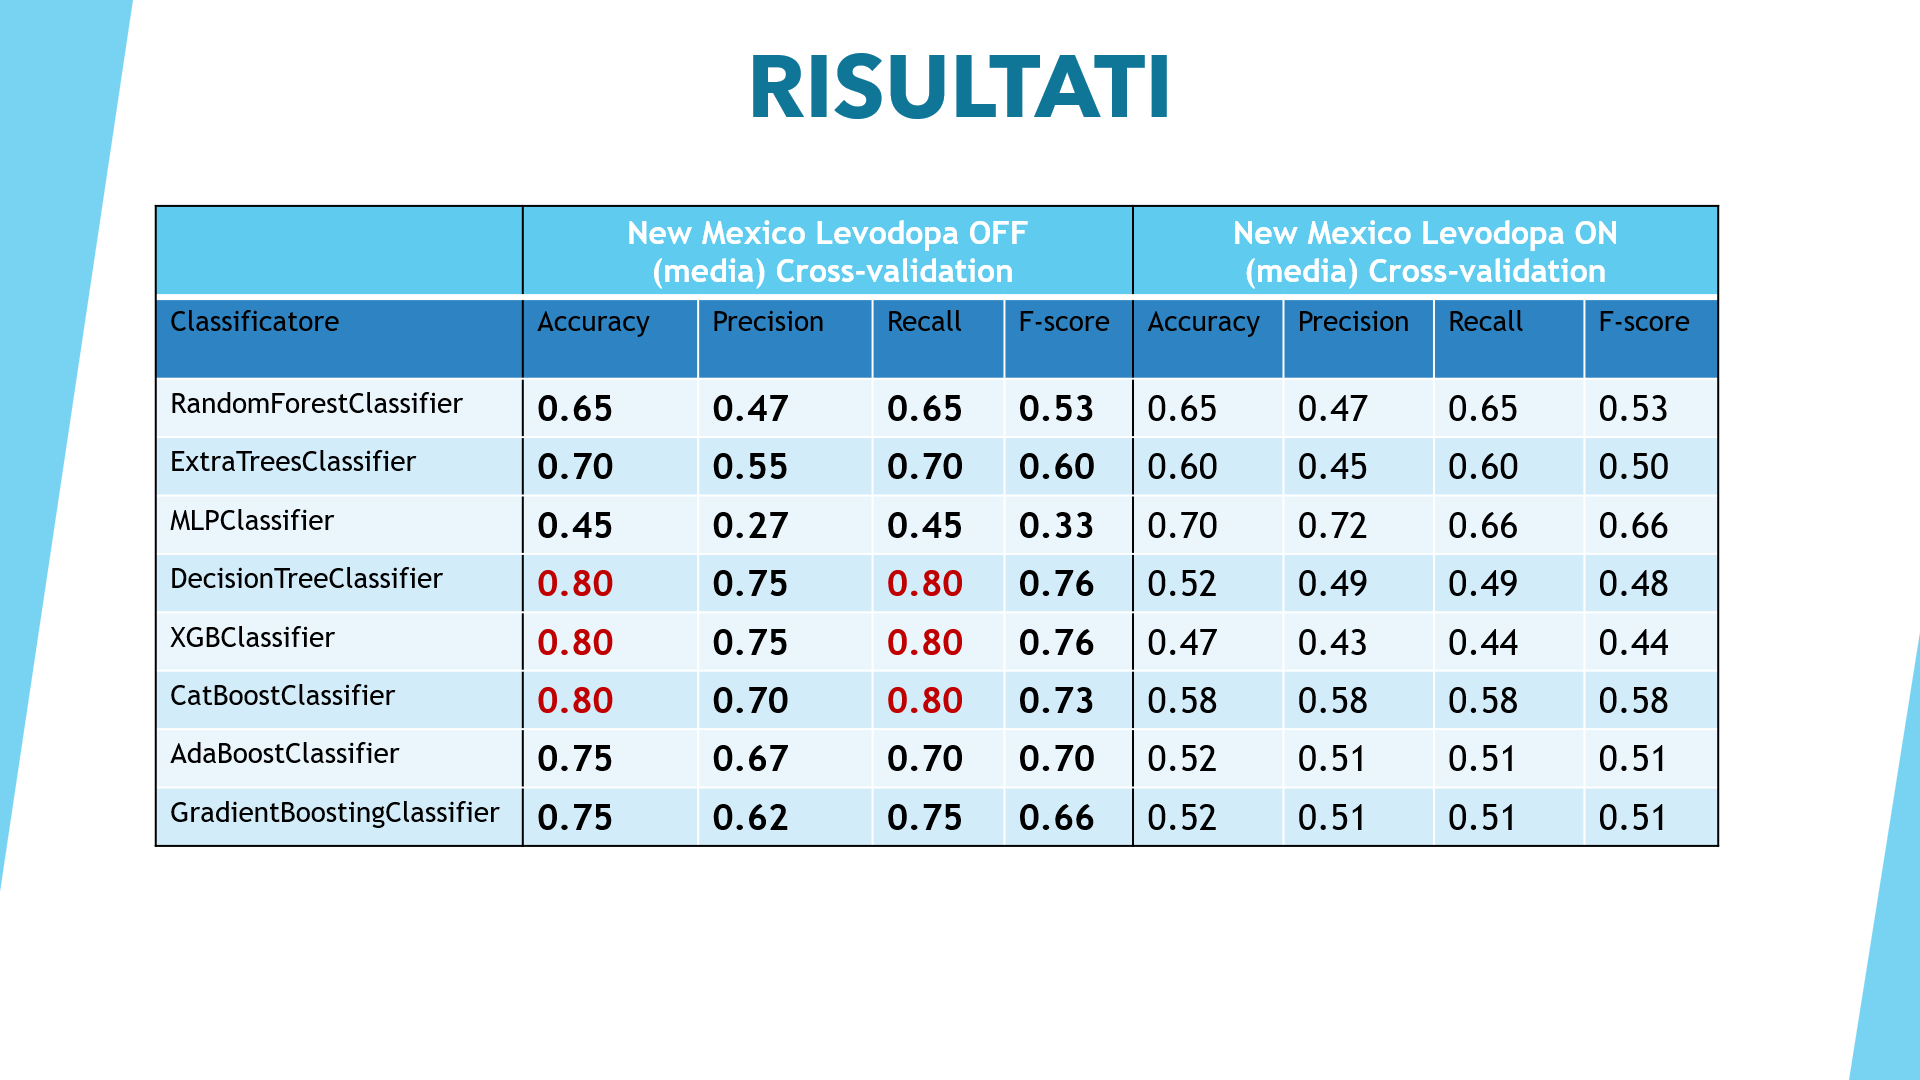 RISULTATI
New Mexico Levodopa OFF
(media) Cross-validation
New Mexico Levodopa ON
(media) Cross-validation
Classificatore Accuracy Precision Recall F-score Accuracy Precision Recall F-score
RandomForestClassifier 0.65 0.47 0.65 0.53 0.65 0.47 0.65 0.53
ExtraTreesClassifier 0.70 0.55 0.70 0.60 0.60 0.45 0.60 0.50
MLPClassifier 0.45 0.27 0.45 0.33 0.70 0.72 0.66 0.66
DecisionTreeClassifier 0.80 0.75 0.80 0.76 0.52 0.49 0.49 0.48
XGBClassifier 0.80 0.75 0.80 0.76 0.47 0.43 0.44 0.44
CatBoostClassifier 0.80 0.70 0.80 0.73 0.58 0.58 0.58 0.58
AdaBoostClassifier 0.75 0.67 0.70 0.70 0.52 0.51 0.51 0.51
GradientBoostingClassifier 0.75 0.62 0.75 0.66 0.52 0.51 0.51 0.51